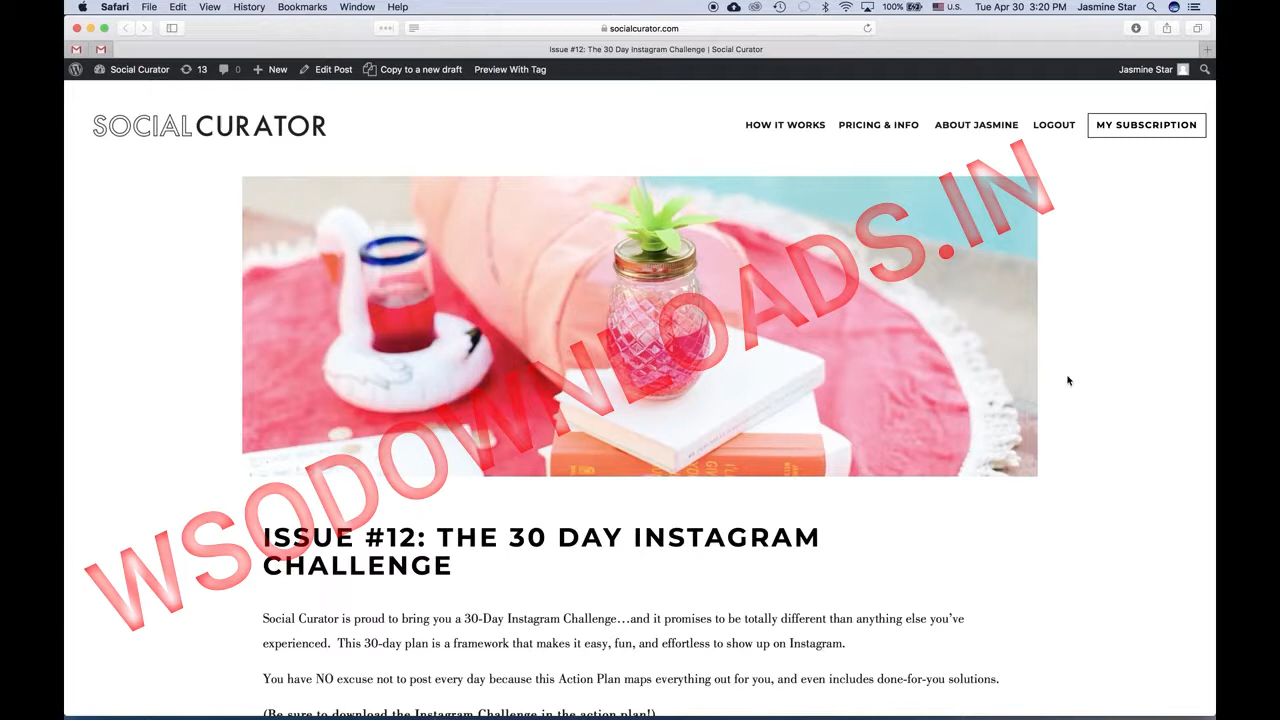 Safari File Edit View History Bookmarks Window Help 100% U.S. Tue Apr 30 3:20 PM Jasmine Star
socialcurator.com
Issue #12: The 30 Day Instagram Challenge | Social Curator
Social Curator 13 0 New Edit Post Copy to a new draft Preview With Tag Jasmine Star
SOCIALCURATOR HOW IT WORKS PRICING & INFO ABOUT JASMINE LOGOUT MY SUBSCRIPTION
WSODOWNLOADS.IN
ISSUE #12: THE 30 DAY INSTAGRAM
CHALLENGE
Social Curator is proud to bring you a 30-Day Instagram Challenge…and it promises to be totally different than anything else you’ve
experienced. This 30-day plan is a framework that makes it easy, fun, and effortless to show up on Instagram.
You have NO excuse not to post every day because this Action Plan maps everything out for you, and even includes done-for-you solutions.
(Be sure to download the Instagram Challenge in the action plan!)